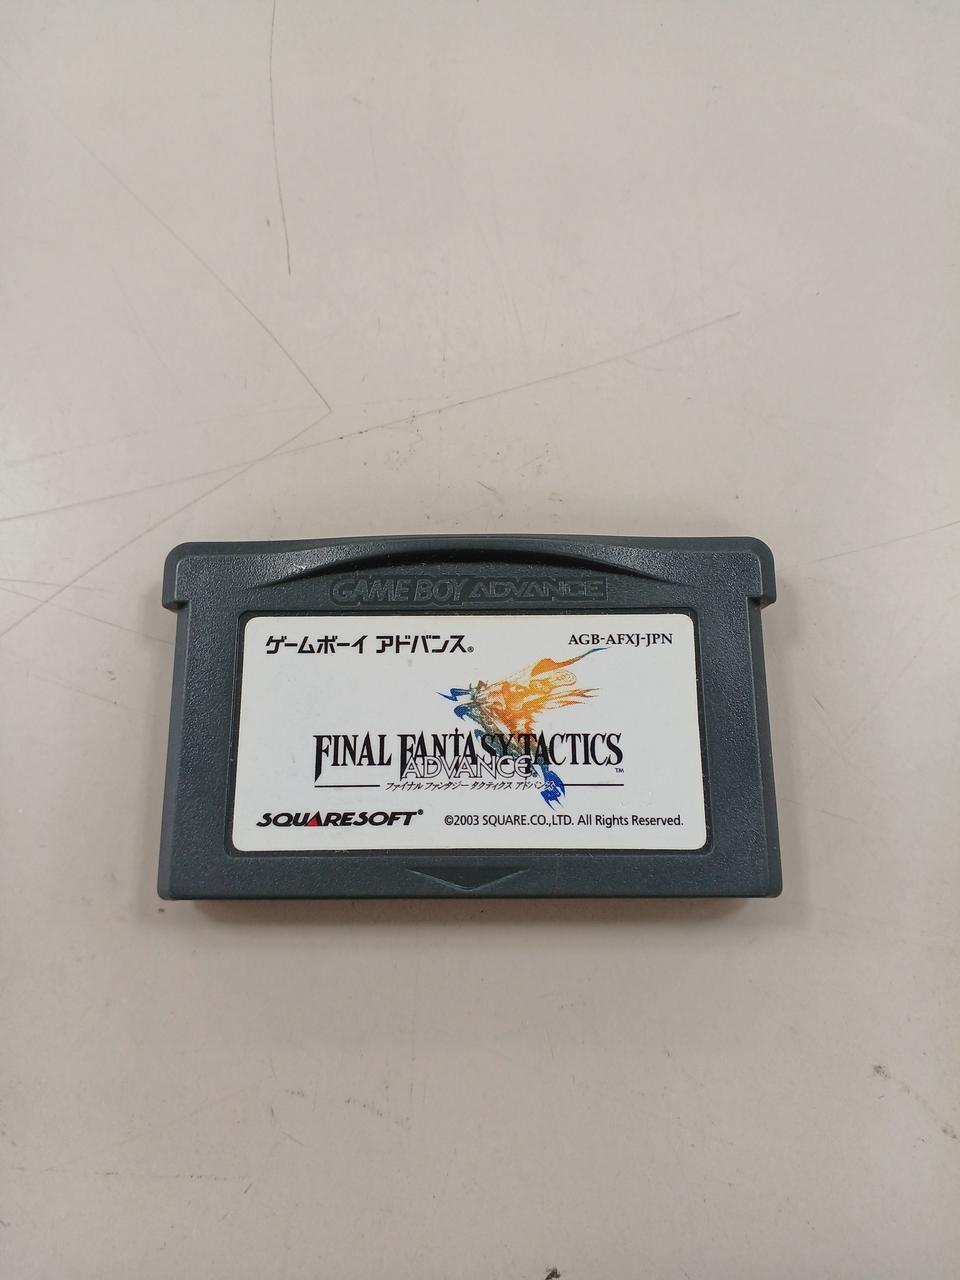 GAME BOY ADVANCE
ゲームボーイ アドバンス®
AGB-AFXJ-JPN
FINAL FANTASY TACTICS™
ADVANCE®
ファイナルファンタジー タクティクス アドバンス
SQUARESOFT®
©2003 SQUARE.CO.,LTD. All Rights Reserved.